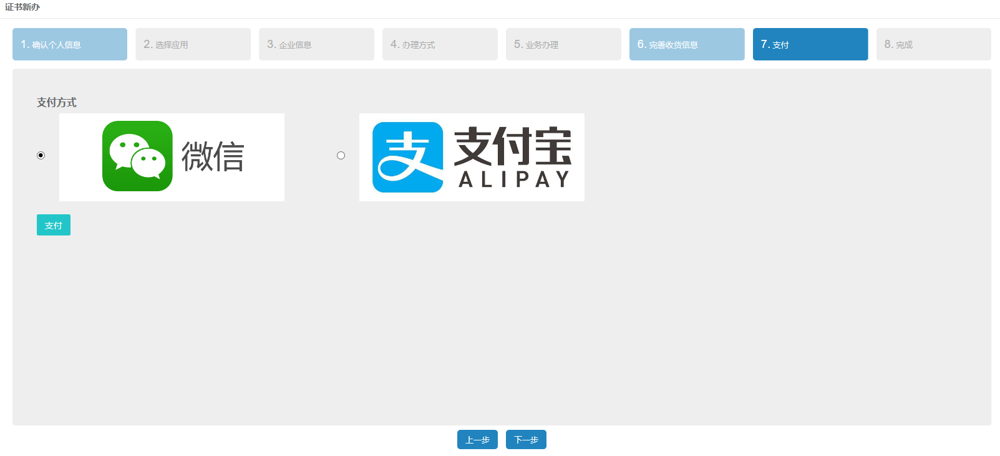 证书新办
1. 确认个人信息
2. 选择应用
3. 企业信息
4. 办理方式
5. 业务办理
6. 完善收货信息
7. 支付
8. 完成
支付方式
微信
支 支付宝
ALIPAY
支付
上一步
下一步